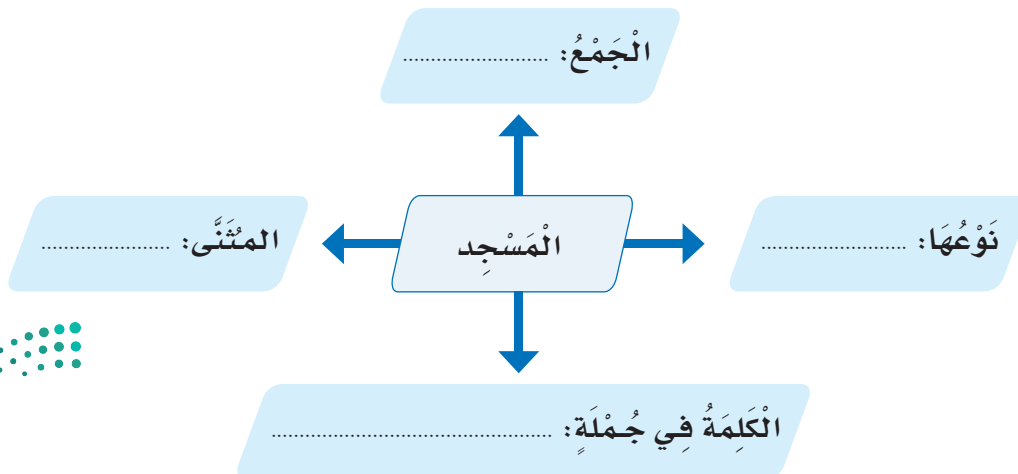 الْجَمْعُ: ..........................
نَوْعُهَا: ..........................
الْمَسْجِد
المُثَنَّى: .......................
الْكَلِمَةُ فِي جُمْلَةٍ: ..................................................